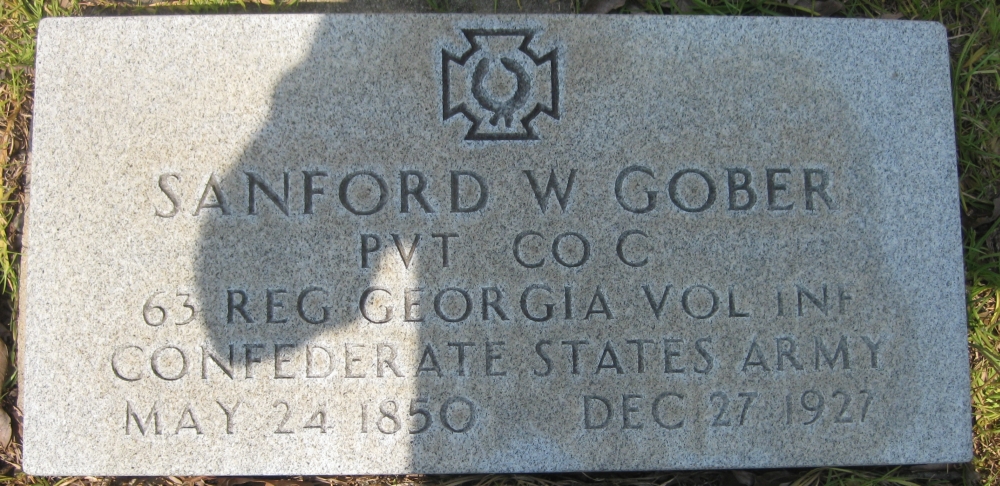 SANFORD W GOBER
PVT CO C
63 REG GEORGIA VOL INF
CONFEDERATE STATES ARMY
MAY 24 1850 DEC 27 1927